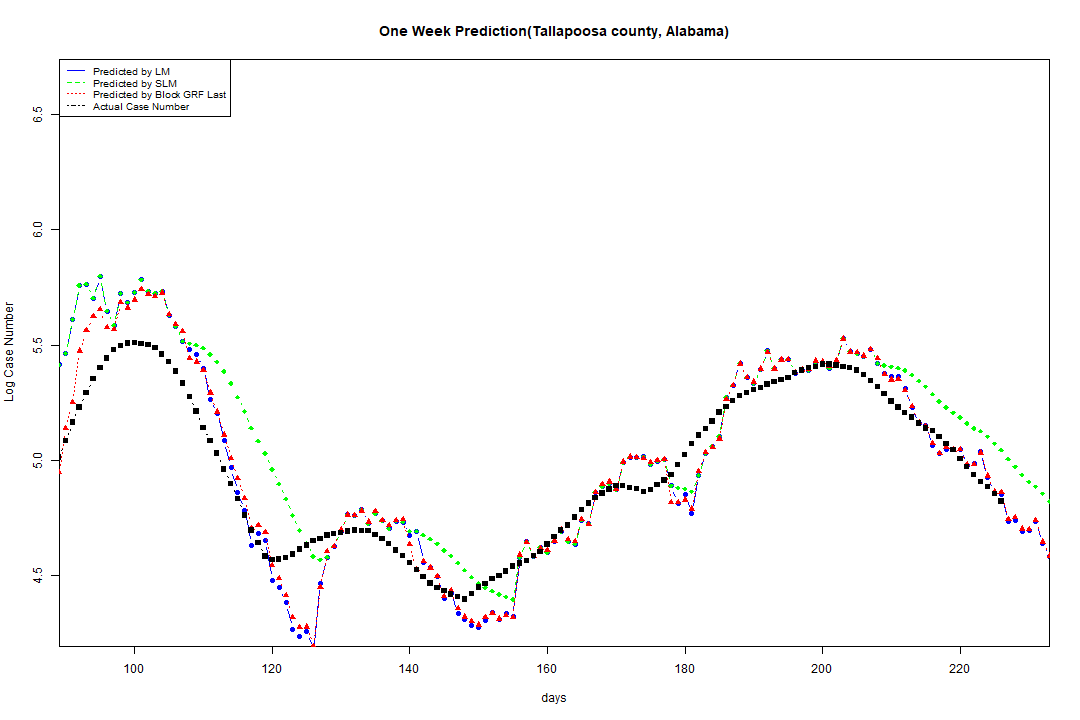 One Week Prediction(Tallapoosa county, Alabama)
Predicted by LM
Predicted by SLM
Predicted by Block GRF Last
Actual Case Number
6.5
6.0
5.5
5.0
4.5
Log Case Number
100 120 140 160 180 200 220
days